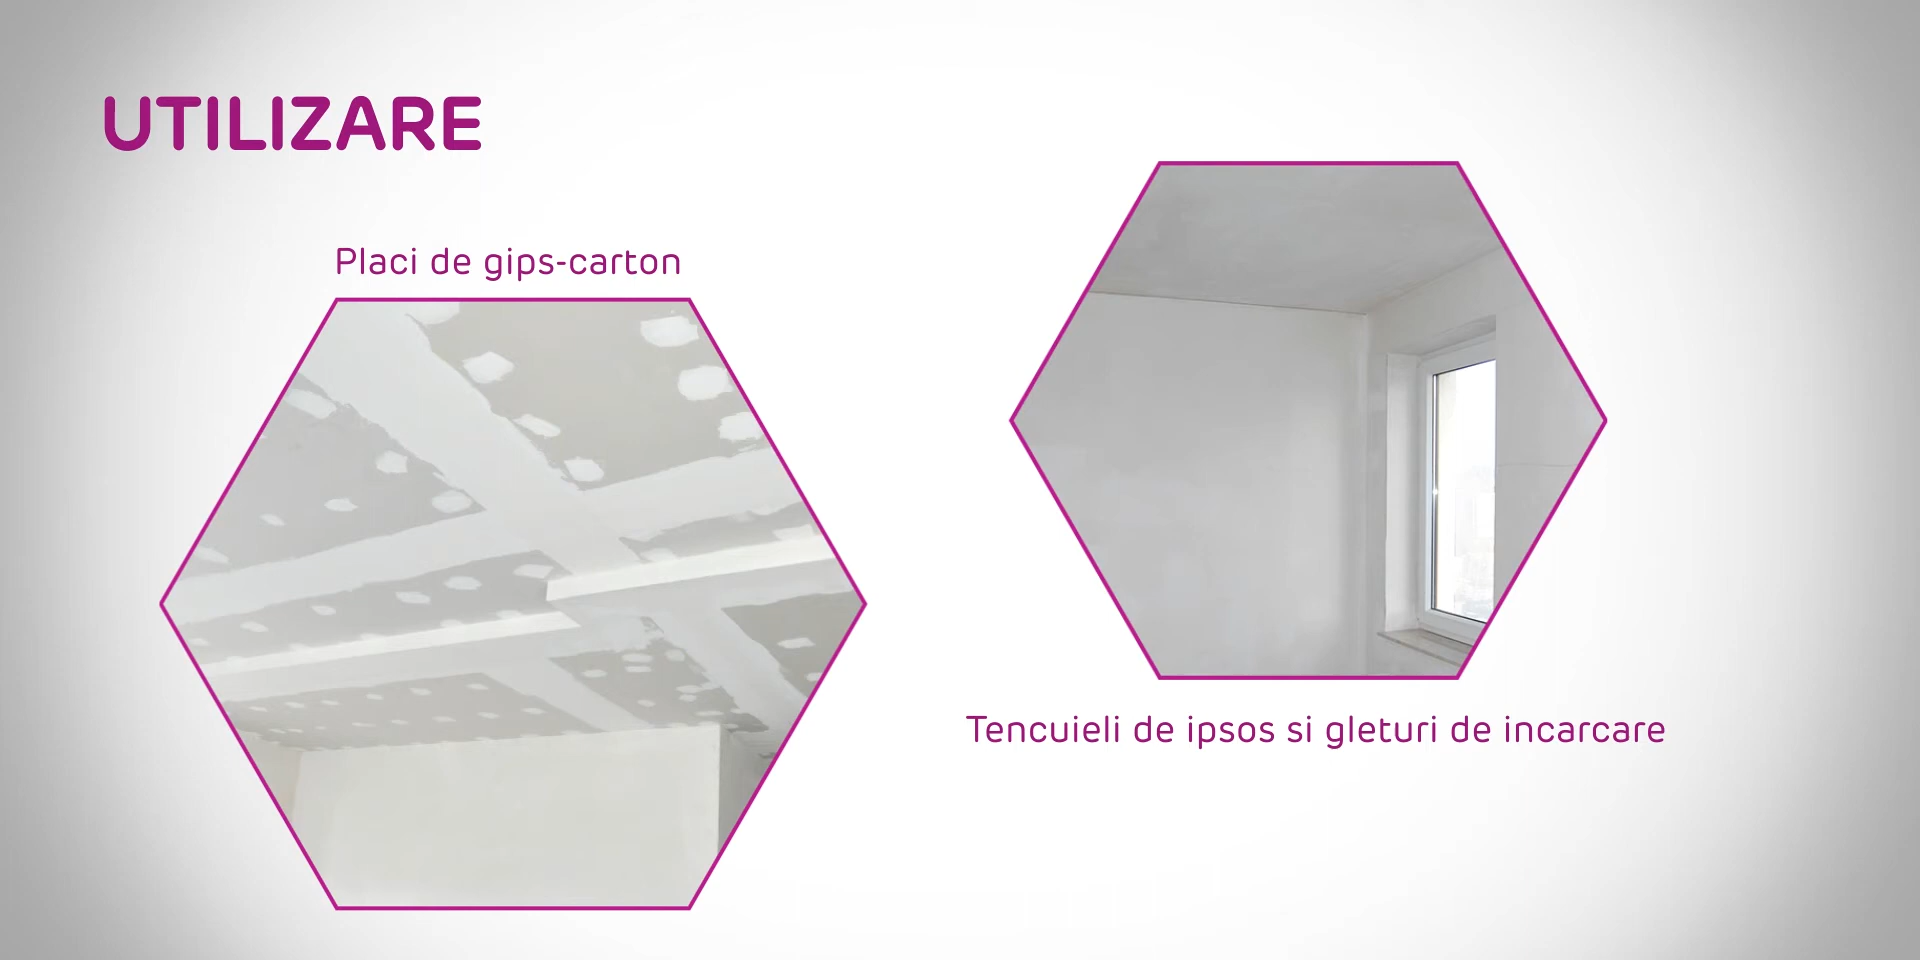 UTILIZARE
Placi de gips-carton
Tencuieli de ipsos si gleturi de incarcare